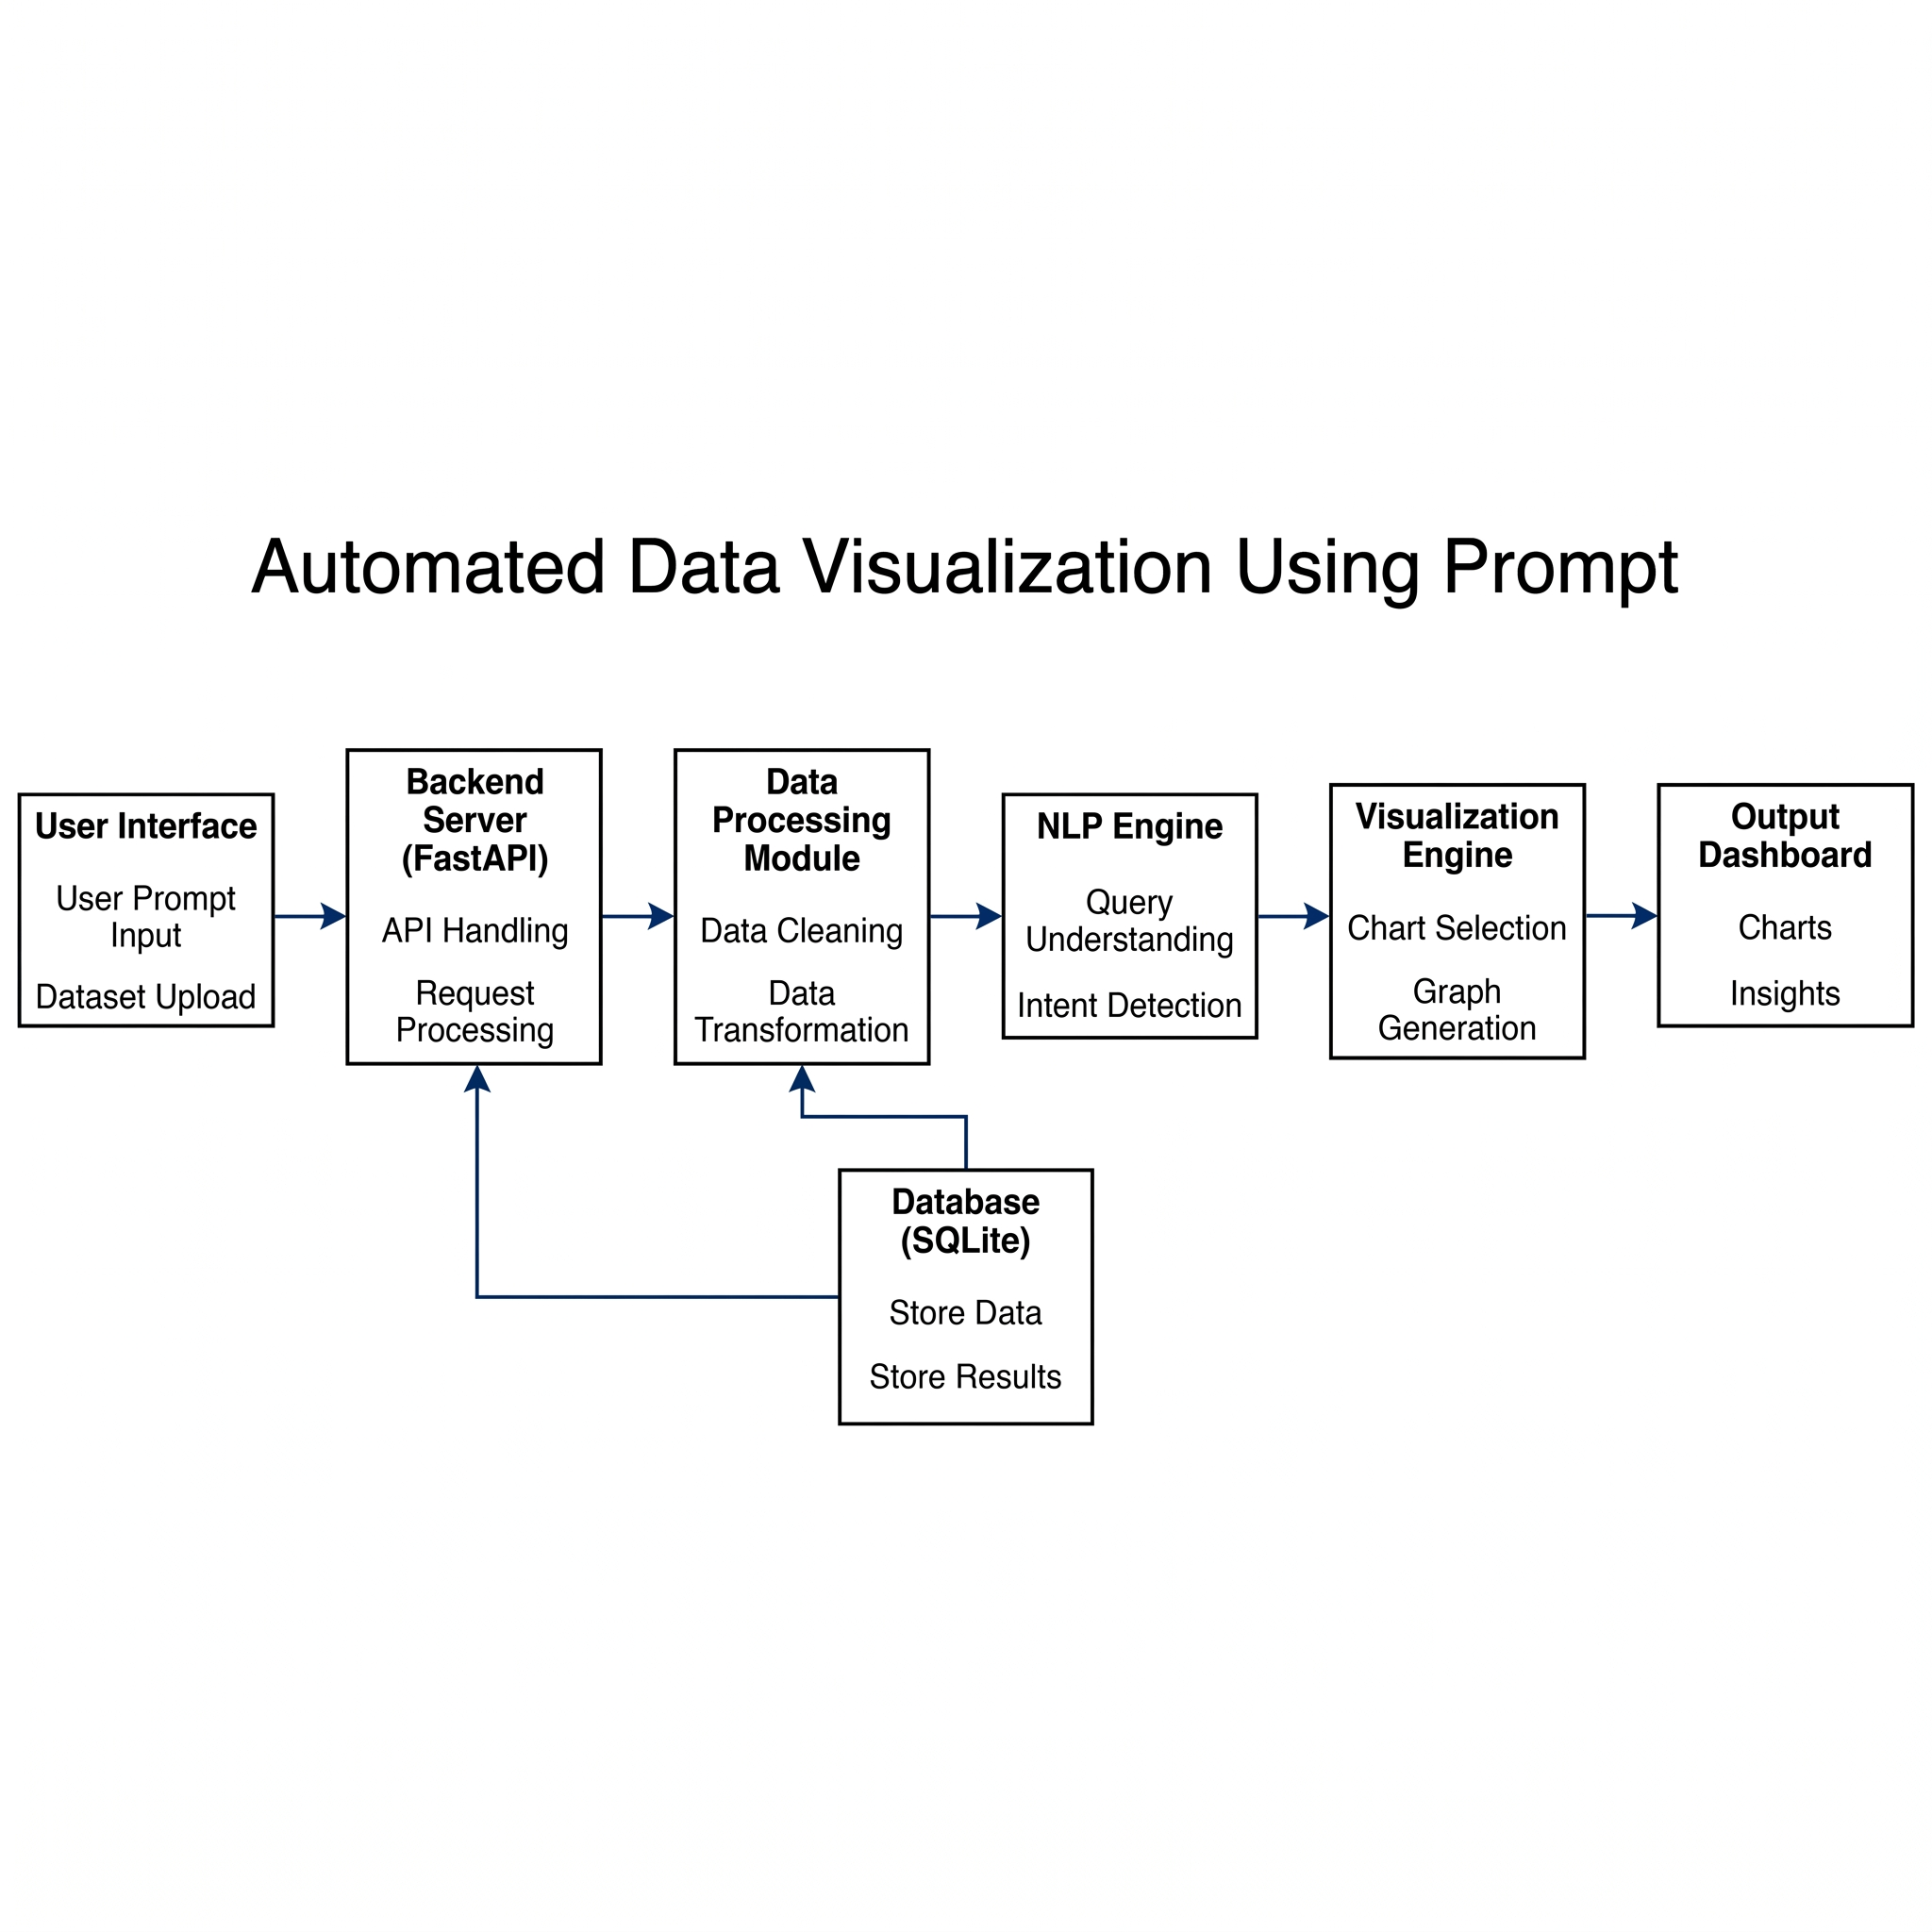 Automated Data Visualization Using Prompt
User Interface
User Prompt
Input
Dataset Upload
Backend
Server
(FastAPI)
API Handling
Request
Processing
Data
Processing
Module
Data Cleaning
Data
Transformation
NLP Engine
Query
Understanding
Intent Detection
Visualization
Engine
Chart Selection
Graph
Generation
Output
Dashboard
Charts
Insights
Database
(SQLite)
Store Data
Store Results